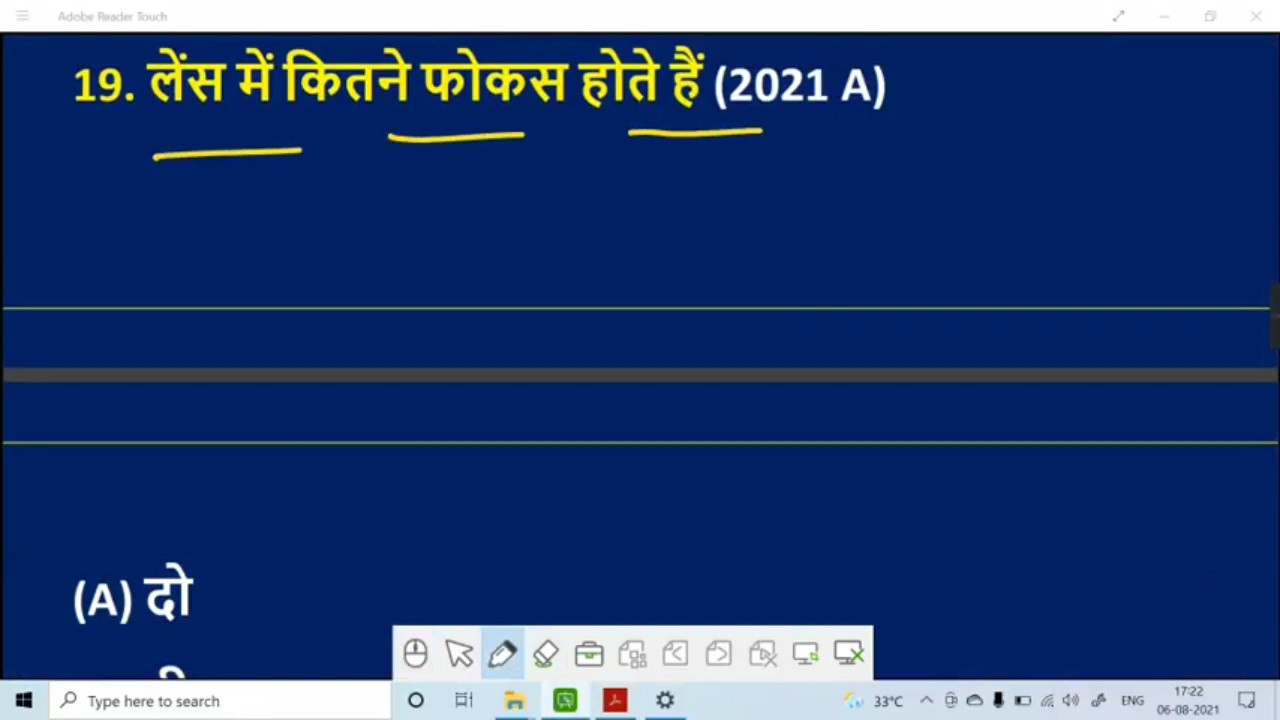 Adobe Reader Touch
19. लेंस में कितने फोकस होते हैं (2021 A)
(A) दो
Type here to search
33°C
ENG
17:22
06-08-2021